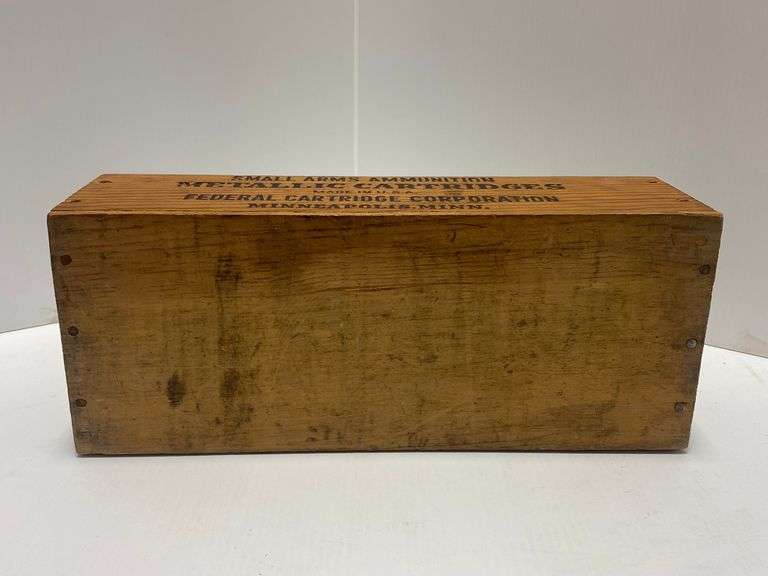 SMALL ARMS AMMUNITION
METALLIC CARTRIDGES
MADE IN U.S.A.
FEDERAL CARTRIDGE CORPORATION
MINNEAPOLIS, MINN.